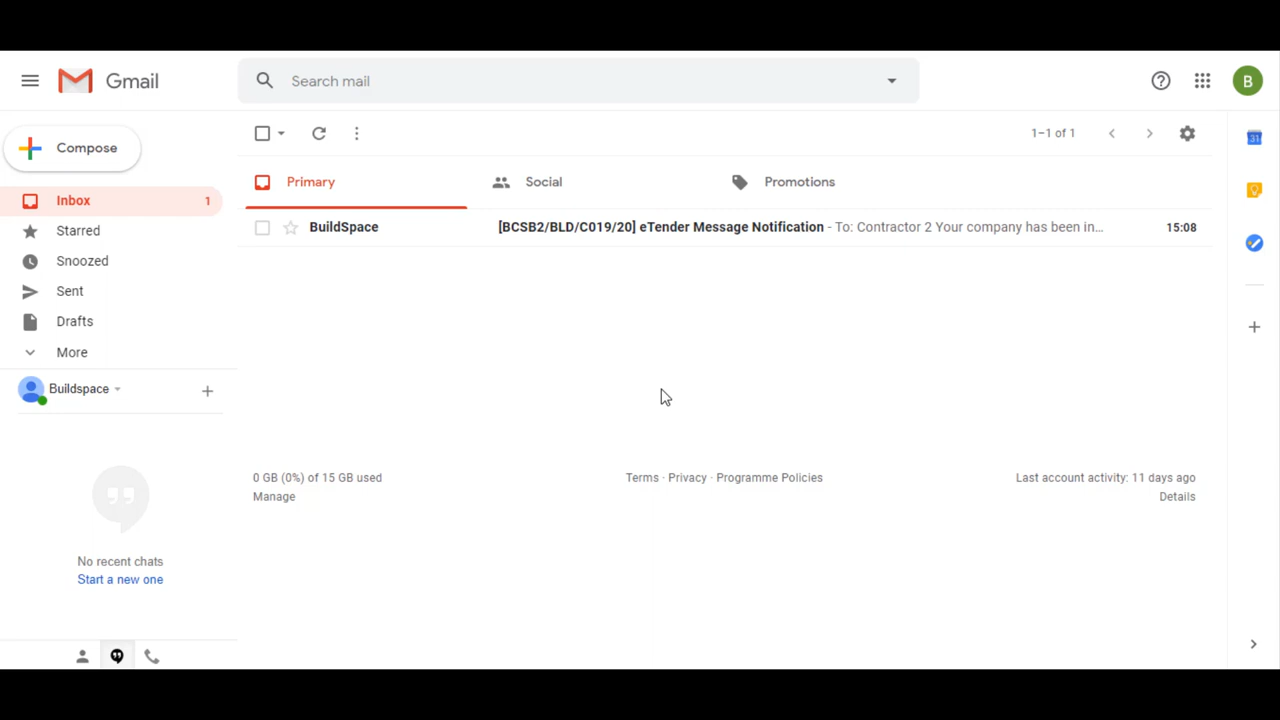 Gmail
Search mail
B
Compose
1–1 of 1
31
Inbox 1
Primary
Social
Promotions
Starred
BuildSpace [BCSB2/BLD/C019/20] eTender Message Notification - To: Contractor 2 Your company has been in... 15:08
Snoozed
Sent
Drafts
More
Buildspace
0 GB (0%) of 15 GB used
Manage
Terms · Privacy · Programme Policies
Last account activity: 11 days ago
Details
No recent chats
Start a new one